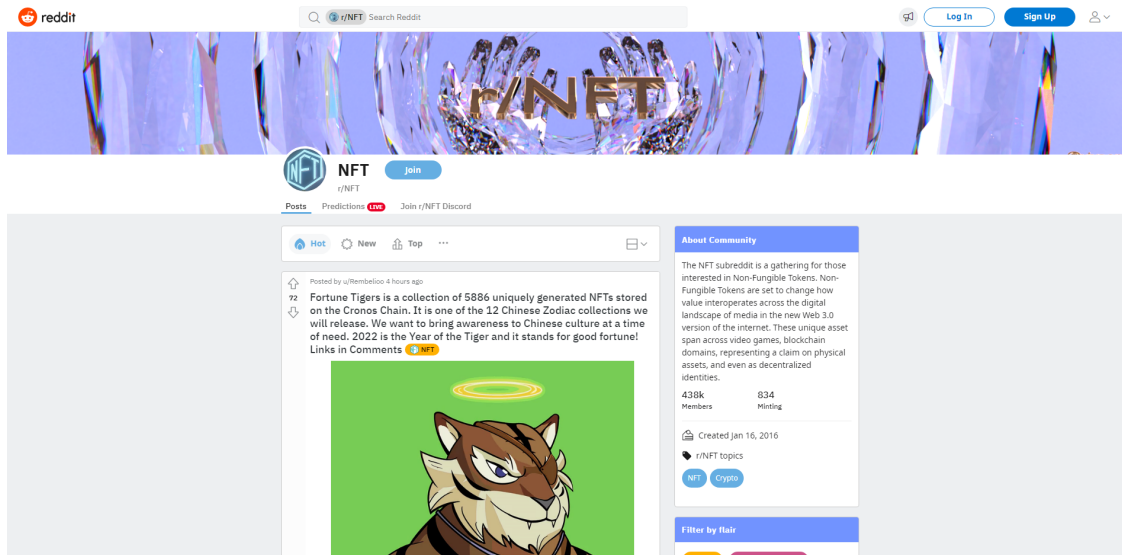 reddit
r/NFT Search Reddit
Log In
Sign Up
r/NFT
NFT
NFT
Join
r/NFT
Posts
Predictions LIVE
Join r/NFT Discord
Hot
New
Top
Posted by u/Rembelioo 4 hours ago
72
Fortune Tigers is a collection of 5886 uniquely generated NFTs stored
on the Cronos Chain. It is one of the 12 Chinese Zodiac collections we
will release. We want to bring awareness to Chinese culture at a time
of need. 2022 is the Year of the Tiger and it stands for good fortune!
Links in Comments NFT
About Community
The NFT subreddit is a gathering for those
interested in Non-Fungible Tokens. Non-
Fungible Tokens are set to change how
value interoperates across the digital
landscape of media in the new Web 3.0
version of the internet. These unique asset
span across video games, blockchain
domains, representing a claim on physical
assets, and even as decentralized
identities.
438k
Members
834
Minting
Created Jan 16, 2016
r/NFT topics
NFT
Crypto
Filter by flair